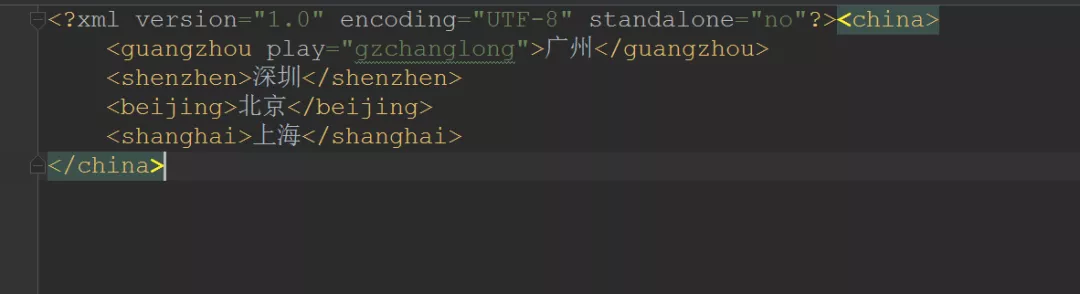 <?xml version="1.0" encoding="UTF-8" standalone="no"?><china>
    <guangzhou play="gzchanglong">广州</guangzhou>
    <shenzhen>深圳</shenzhen>
    <beijing>北京</beijing>
    <shanghai>上海</shanghai>
</china>